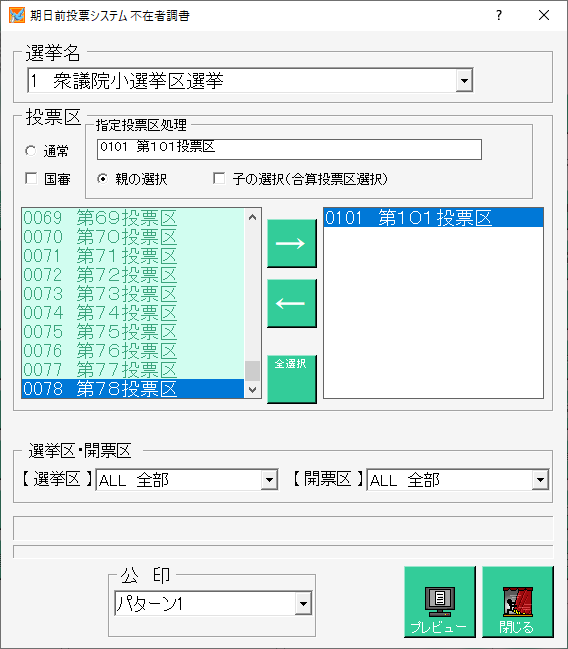 期日前投票システム 不在者調書
選挙名
1 衆議院小選挙区選挙
投票区
指定投票区処理
通常
0101 第101投票区
国審
親の選択
子の選択(合算投票区選択)
0069 第69投票区
0070 第70投票区
0071 第71投票区
0072 第72投票区
0073 第73投票区
0074 第74投票区
0075 第75投票区
0076 第76投票区
0077 第77投票区
0078 第78投票区
→
←
全選択
0101 第101投票区
選挙区・開票区
【 選挙区 】 ALL 全部
【 開票区 】 ALL 全部
公 印
パターン1
プレビュー
閉じる